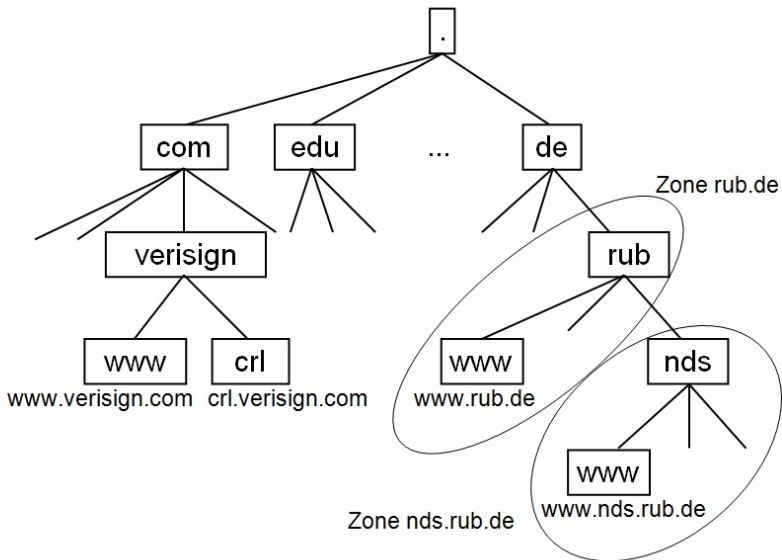 .
com
edu
...
de
Zone rub.de
verisign
rub
www
crl
www
nds
www.verisign.com
crl.verisign.com
www.rub.de
www
www.nds.rub.de
Zone nds.rub.de